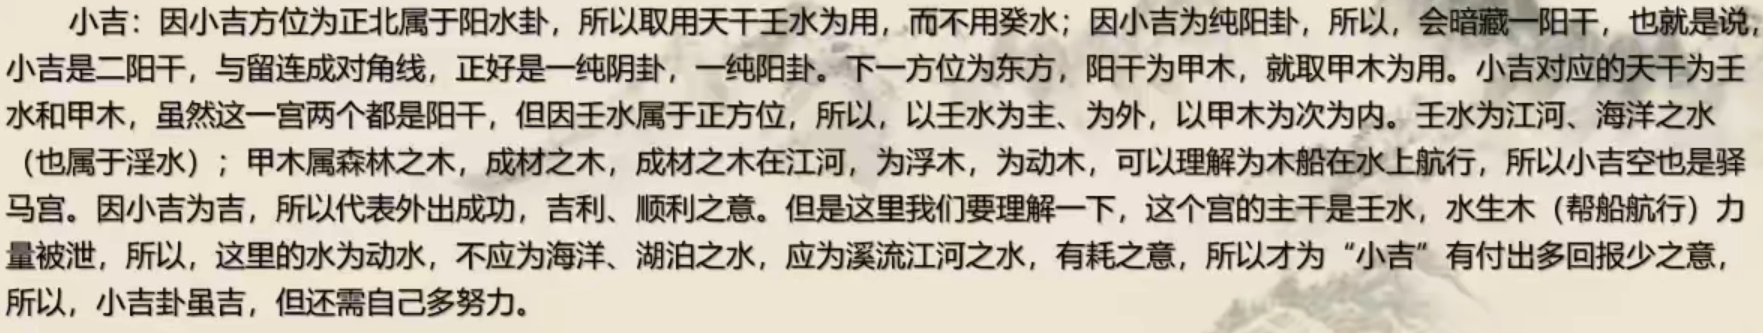 小吉：因小吉方位为正北属于阳水卦，所以取用天干壬水为用，而不用癸水；因小吉为纯阳卦，所以，会暗藏一阳干，也就是说，
小吉是二阳干，与留连成对角线，正好是一纯阴卦，一纯阳卦。下一方位为东方，阳干为甲木，就取甲木为用。小吉对应的天干为壬
水和甲木，虽然这一宫两个都是阳干，但因壬水属于正方位，所以，以壬水为主、为外，以甲木为次为内。壬水为江河、海洋之水
（也属于淫水）；甲木属森林之木，成材之木，成材之木在江河，为浮木，为动木，可以理解为木船在水上航行，所以小吉空也是驿
马宫。因小吉为吉，所以代表外出成功，吉利、顺利之意。但是这里我们要理解一下，这个宫的主干是壬水，水生木（帮船航行）力
量被泄，所以，这里的水为动水，不应为海洋、湖泊之水，应为溪流江河之水，有耗之意，所以才为“小吉”有付出多回报少之意，
所以，小吉卦虽吉，但还需自己多努力。